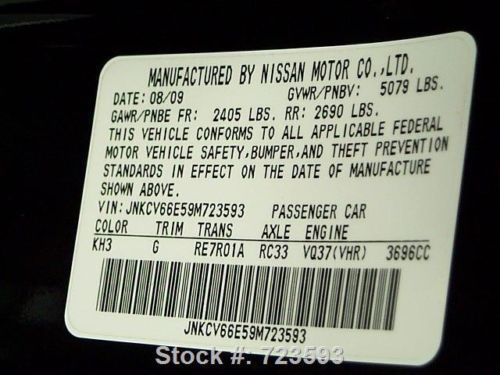 MANUFACTURED BY NISSAN MOTOR CO.,LTD.
DATE: 08/09 GVWR/PNBV: 5079 LBS.
GAWR/PNBE FR: 2405 LBS. RR: 2690 LBS.
THIS VEHICLE CONFORMS TO ALL APPLICABLE FEDERAL
MOTOR VEHICLE SAFETY,BUMPER,AND THEFT PREVENTION
STANDARDS IN EFFECT ON THE DATE OF MANUFACTURE
SHOWN ABOVE.
VIN: JNKCV66E59M723593 PASSENGER CAR
COLOR TRIM TRANS AXLE ENGINE
KH3 G RE7R01A RC33 VQ37(VHR) 3696CC
JNKCV66E59M723593
Stock #: 723593